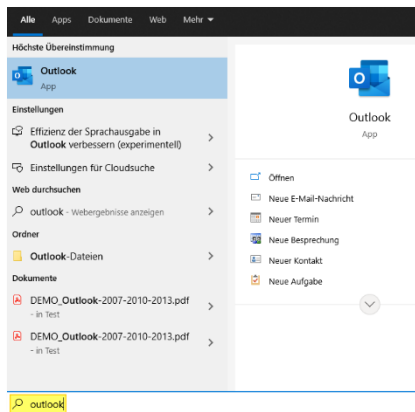 Alle Apps Dokumente Web Mehr
Höchste Übereinstimmung
Outlook
App
Einstellungen
Effizienz der Sprachausgabe in
Outlook verbessern (experimentell)
Einstellungen für Cloudsuche
Web durchsuchen
outlook - Webergebnisse anzeigen
Ordner
Outlook-Dateien
Dokumente
DEMO_Outlook-2007-2010-2013.pdf
- in Test
DEMO_Outlook-2007-2010-2013.pdf
- in Test
Outlook
App
Öffnen
Neue E-Mail-Nachricht
Neuer Termin
Neue Besprechung
Neuer Kontakt
Neue Aufgabe
outlook